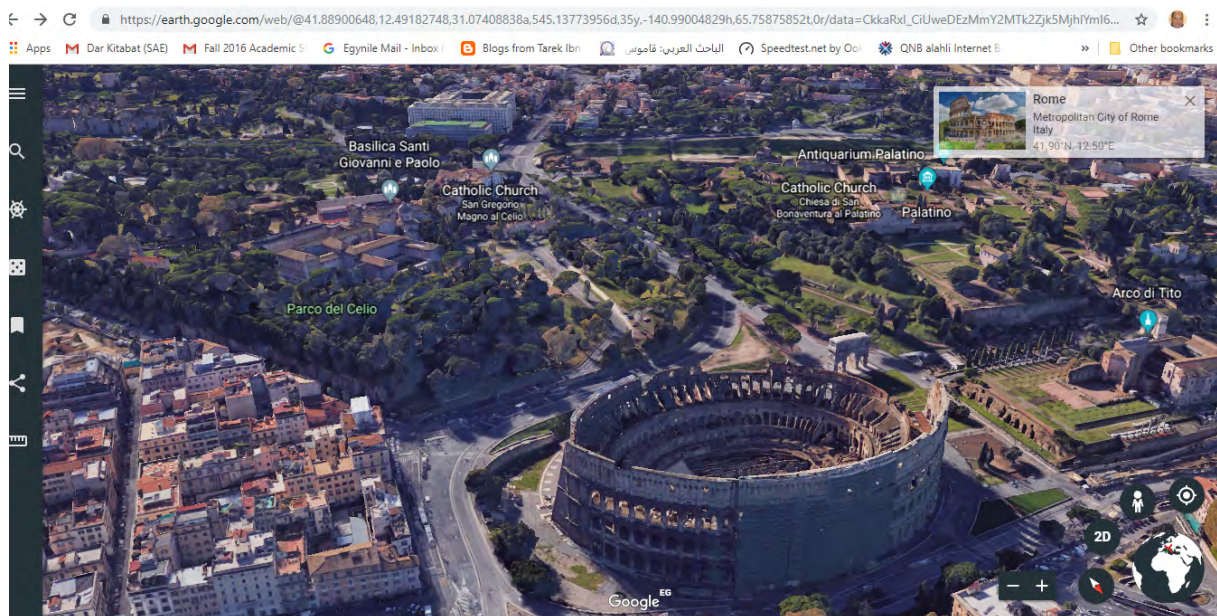 https://earth.google.com/web/@41.88900648,12.49182748,31.07408838a,545.13773956d,35y,-140.99004829h,65.75875852t,0r/data=CkkaRxI_CiUweDEzMmY2MTk2Zjk5MjhlYmI6...
Apps Dar Kitabat (SAE) Fall 2016 Academic S Egynile Mail - Inbox Blogs from Tarek Ibn الباحث العربي: قاموس Speedtest.net by Ook QNB alahli Internet B » Other bookmarks
Rome
Metropolitan City of Rome
Italy
41.90°N 12.50°E
Basilica Santi
Giovanni e Paolo
Antiquarium Palatino
Catholic Church
San Gregorio
Magno al Celio
Catholic Church
Chiesa di San
Bonaventura al Palatino
Palatino
Arco di Tito
Parco del Celio
2D
Google EG